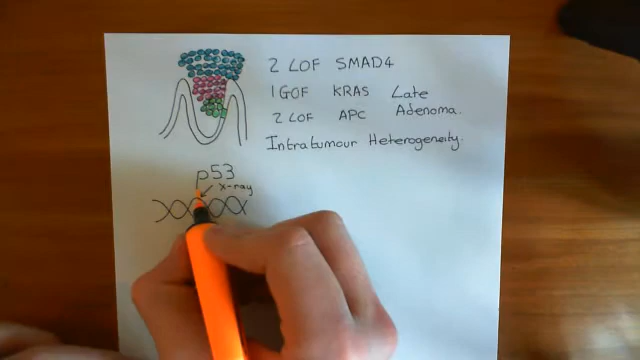 2 LOF SMAD4
1 GOF KRAS Late
2 LOF APC Adenoma.
Intratumour Heterogeneity.
p53
x-ray